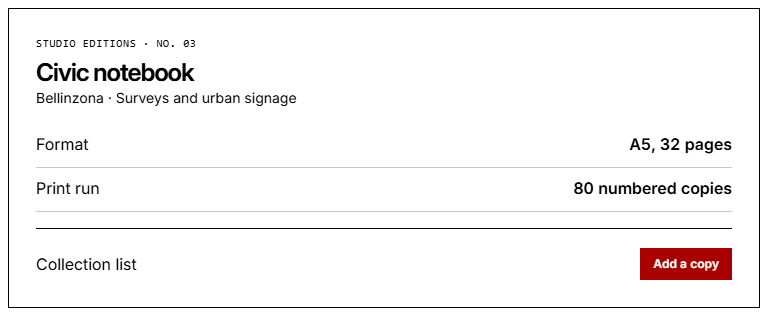 STUDIO EDITIONS · NO. 03
Civic notebook
Bellinzona · Surveys and urban signage
Format A5, 32 pages
Print run 80 numbered copies
Collection list Add a copy